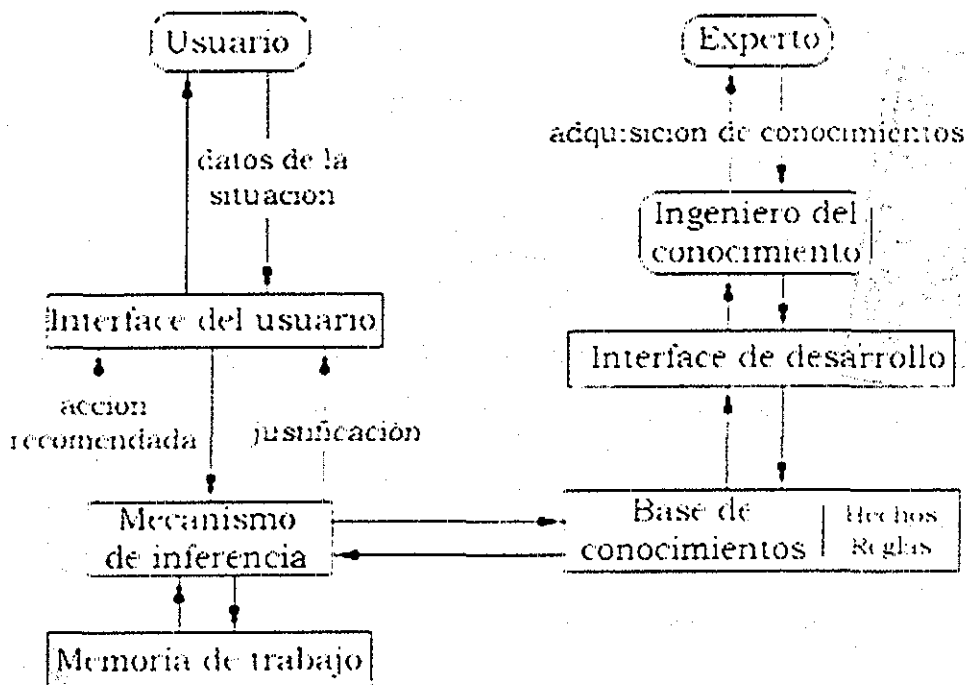 Usuario
Experto
datos de la
situacion
adquisicion de conocimientos
Ingeniero del
conocimiento
Interface del usuario
Interface de desarrollo
accion
recomendada
justificación
Mecanismo
de inferencia
Base de
conocimientos
Hechos
Reglas
Memoria de trabajo